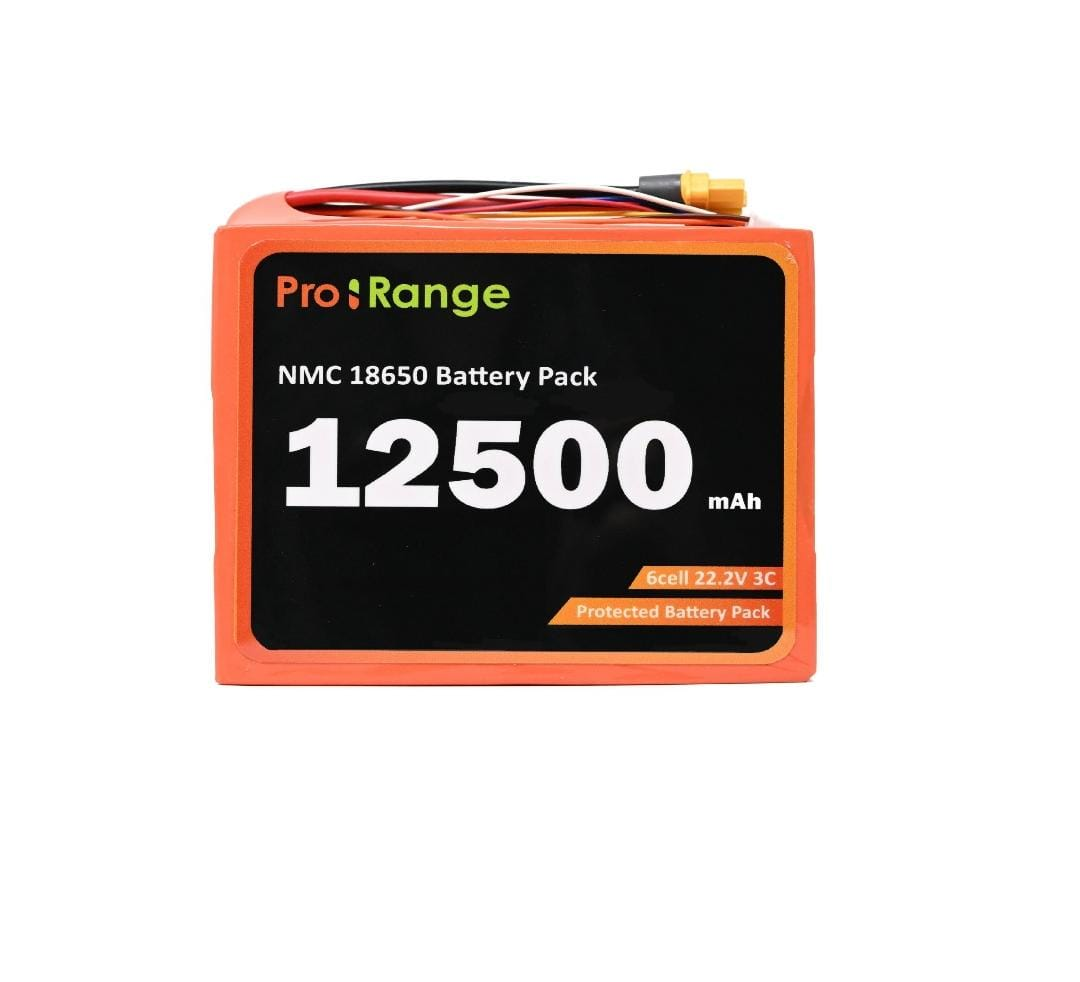 Pro Range
NMC 18650 Battery Pack
12500 mAh
6cell 22.2V 3C
Protected Battery Pack